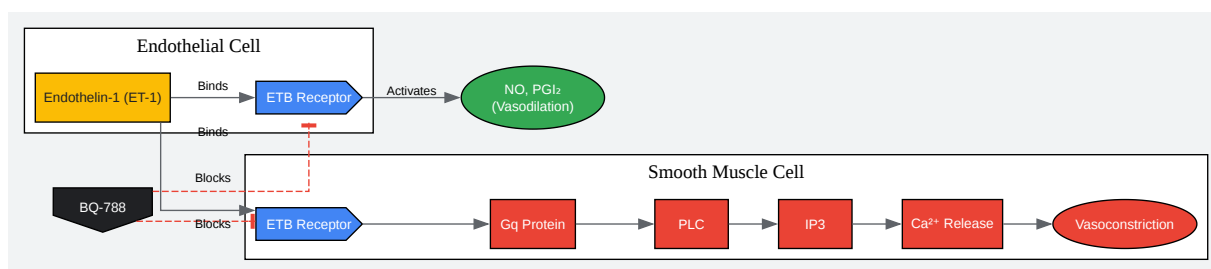 Endothelial Cell
Endothelin-1 (ET-1)
Binds
ETB Receptor
Activates
NO, PGI₂
(Vasodilation)
Binds
Smooth Muscle Cell
Blocks
BQ-788
Blocks
ETB Receptor
Gq Protein
PLC
IP3
Ca²⁺ Release
Vasoconstriction